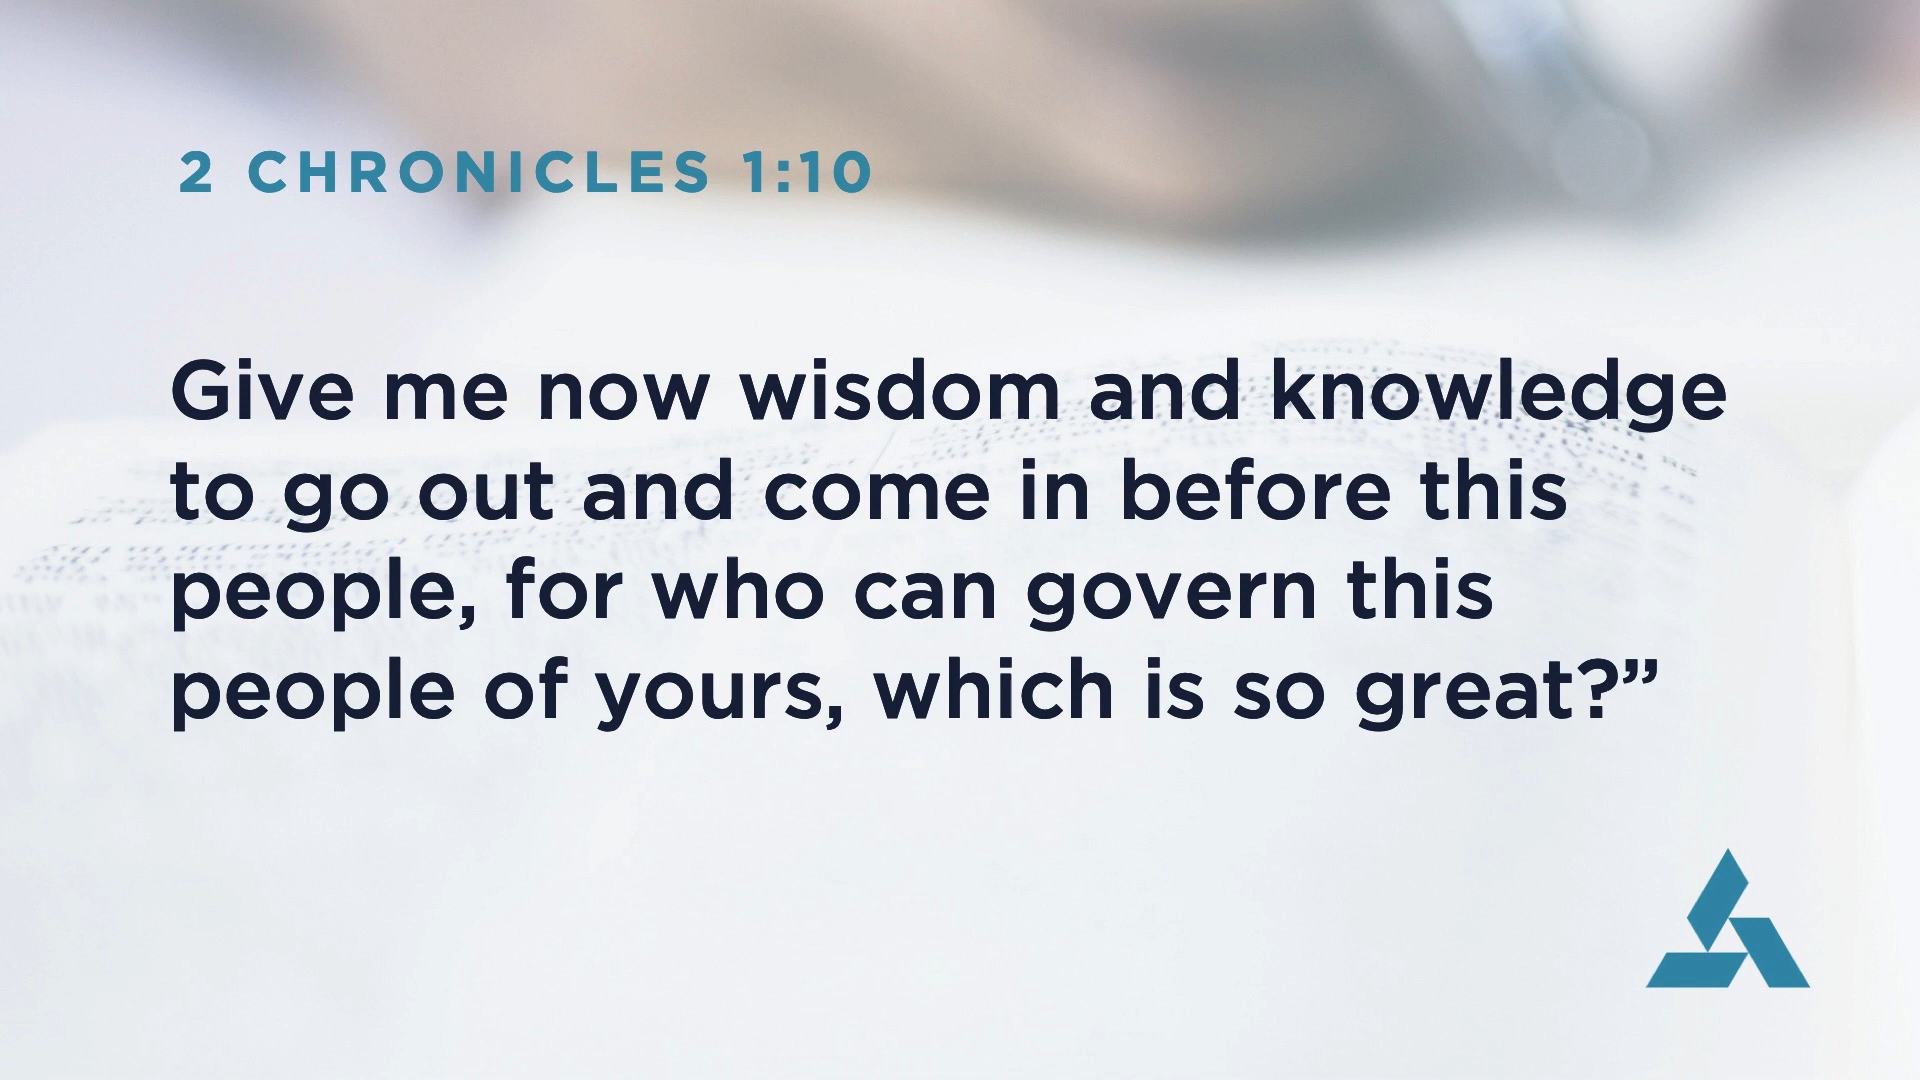 2 CHRONICLES 1:10
Give me now wisdom and knowledge
to go out and come in before this
people, for who can govern this
people of yours, which is so great?”